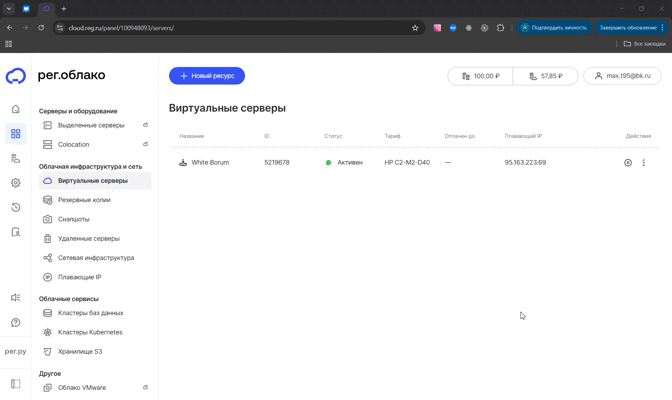 cloud.reg.ru/panel/100948093/servers/
Подтвердить личность
Завершить обновление
Все закладки
рег.облако
Новый ресурс
100,00 ₽
57,85 ₽
max.t95@bk.ru
Серверы и оборудование
Выделенные серверы
Colocation
Облачная инфраструктура и сеть
Виртуальные серверы
Резервные копии
Снэпшоты
Удаленные серверы
Сетевая инфраструктура
Плавающие IP
Облачные сервисы
Кластеры баз данных
Кластеры Kubernetes
Хранилище S3
Другое
Облако VMware
рег.ру
Виртуальные серверы
Название ID Статус Тариф Оплачен до Плавающий IP Действия
White Borum 5219678 Активен HP C2-M2-D40 — 95.163.223.69